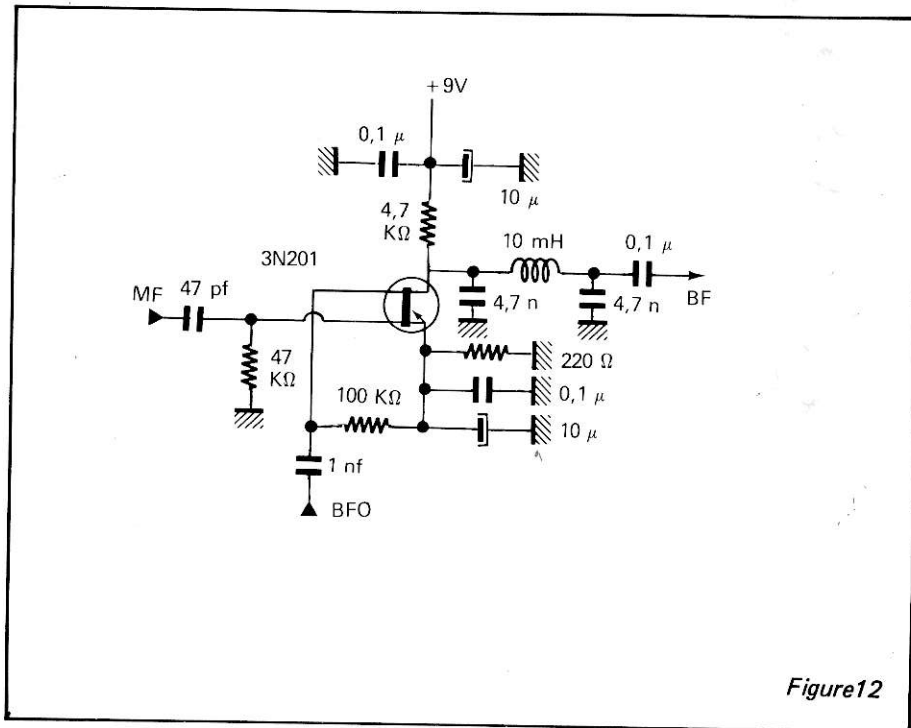 +9V
0,1 µ
10 µ
4,7
KΩ
3N201
10 mH
0,1 µ
MF
47 pf
4,7 n
4,7 n
BF
47
KΩ
220 Ω
100 KΩ
0,1 µ
10 µ
1 nf
BFO
Figure12